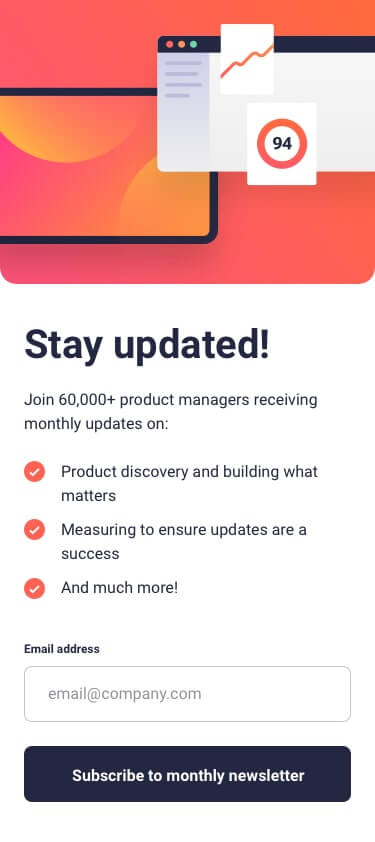 94
Stay updated!
Join 60,000+ product managers receiving
monthly updates on:
Product discovery and building what
matters
Measuring to ensure updates are a
success
And much more!
Email address
email@company.com
Subscribe to monthly newsletter